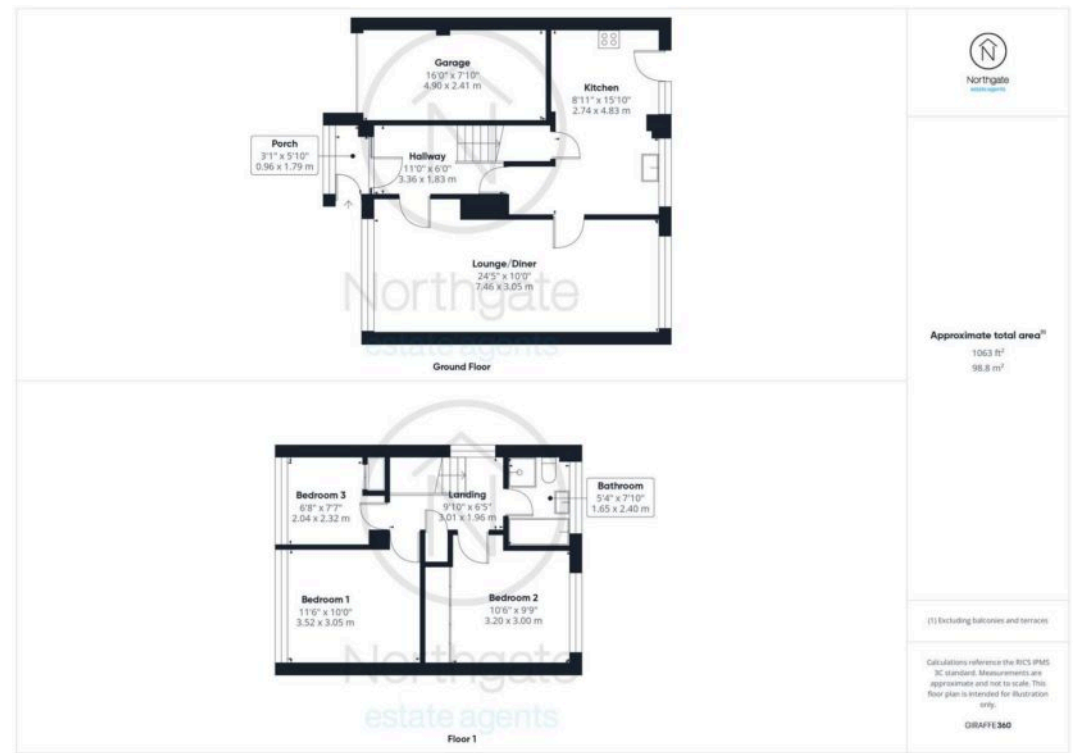 Garage
16'0" x 7'10"
4.90 x 2.41 m
Kitchen
8'11" x 15'10"
2.74 x 4.83 m
Porch
3'1" x 5'10"
0.96 x 1.79 m
Hallway
11'0" x 6'0"
3.36 x 1.83 m
Lounge/Diner
24'5" x 10'0"
7.46 x 3.05 m
Northgate
estate agents
Ground Floor
Bedroom 3
6'8" x 7'7"
2.04 x 2.32 m
Landing
9'10" x 6'5"
3.01 x 1.96 m
Bathroom
5'4" x 7'10"
1.65 x 2.40 m
Bedroom 1
11'6" x 10'0"
3.52 x 3.05 m
Bedroom 2
10'6" x 9'9"
3.20 x 3.00 m
Northgate
estate agents
Floor 1
N
Northgate
estate agents
Approximate total area(1)
1063 ft²
98.8 m²
(1) Excluding balconies and terraces
Calculations reference the RICS IPMS
3C standard. Measurements are
approximate and not to scale. This
floor plan is intended for illustration
only.
GIRAFFE360